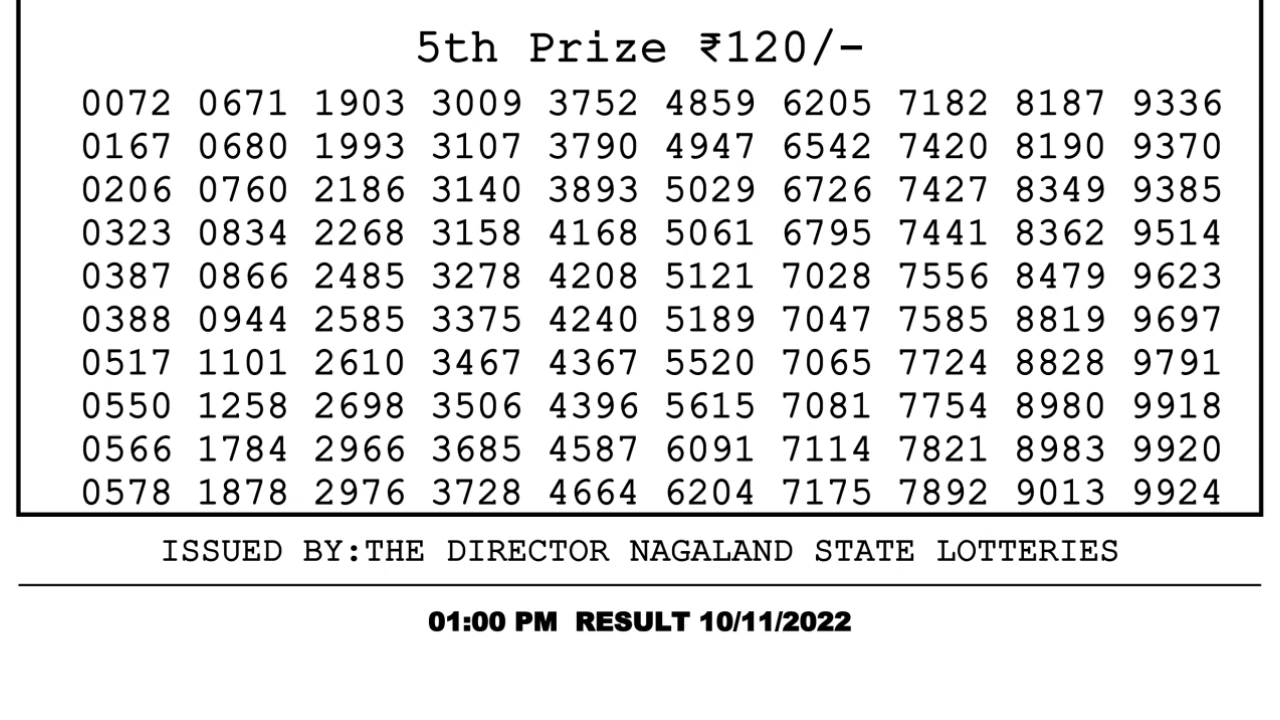 5th Prize ₹120/-
0072 0671 1903 3009 3752 4859 6205 7182 8187 9336
0167 0680 1993 3107 3790 4947 6542 7420 8190 9370
0206 0760 2186 3140 3893 5029 6726 7427 8349 9385
0323 0834 2268 3158 4168 5061 6795 7441 8362 9514
0387 0866 2485 3278 4208 5121 7028 7556 8479 9623
0388 0944 2585 3375 4240 5189 7047 7585 8819 9697
0517 1101 2610 3467 4367 5520 7065 7724 8828 9791
0550 1258 2698 3506 4396 5615 7081 7754 8980 9918
0566 1784 2966 3685 4587 6091 7114 7821 8983 9920
0578 1878 2976 3728 4664 6204 7175 7892 9013 9924
ISSUED BY:THE DIRECTOR NAGALAND STATE LOTTERIES
01:00 PM RESULT 10/11/2022